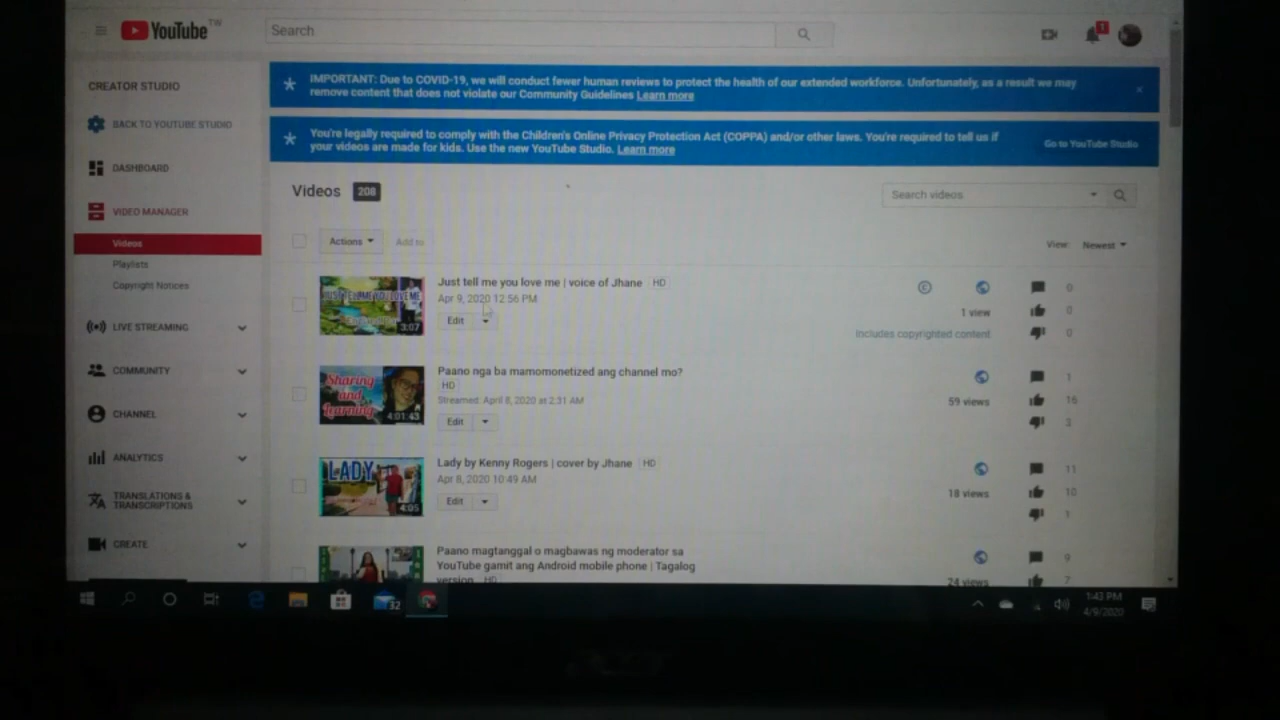 YouTube TW
Search
1
CREATOR STUDIO
BACK TO YOUTUBE STUDIO
DASHBOARD
VIDEO MANAGER
Videos
Playlists
Copyright Notices
LIVE STREAMING
COMMUNITY
CHANNEL
ANALYTICS
TRANSLATIONS &
TRANSCRIPTIONS
CREATE
IMPORTANT: Due to COVID-19, we will conduct fewer human reviews to protect the health of our extended workforce. Unfortunately, as a result we may
remove content that does not violate our Community Guidelines Learn more
×
You're legally required to comply with the Children's Online Privacy Protection Act (COPPA) and/or other laws. You're required to tell us if
your videos are made for kids. Use the new YouTube Studio. Learn more
Go to YouTube Studio
Videos 208
Search videos
Actions
Add to
View: Newest
JUST TELL ME YOU LOVE ME
3:07
Just tell me you love me | voice of Jhane HD
Apr 9, 2020 12:56 PM
Edit
1 view
Includes copyrighted content
0
0
0
Sharing
and
Learning
4:01:43
Paano nga ba mamomonetized ang channel mo?
HD
Streamed: April 8, 2020 at 2:31 AM
Edit
59 views
1
16
3
LADY
4:05
Lady by Kenny Rogers | cover by Jhane HD
Apr 8, 2020 10:49 AM
Edit
18 views
11
10
1
Paano magtanggal o magbawas ng moderator sa
YouTube gamit ang Android mobile phone | Tagalog
version HD
24 views
9
7
32
1:43 PM
4/9/2020
acer